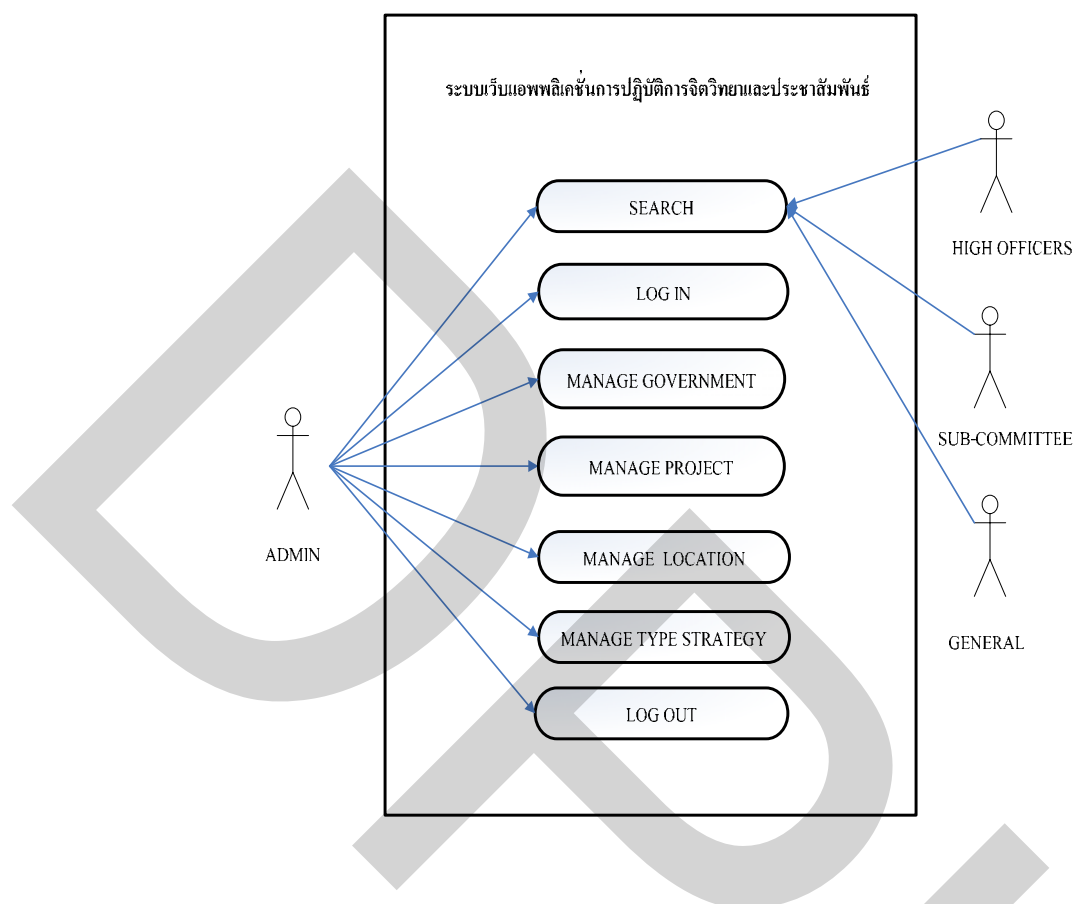 ระบบเว็บแอพพลิเคชั่นการปฏิบัติการจิตวิทยาและประชาสัมพันธ์
SEARCH
HIGH OFFICERS
LOG IN
MANAGE GOVERNMENT
SUB-COMMITTEE
MANAGE PROJECT
ADMIN
MANAGE LOCATION
MANAGE TYPE STRATEGY
GENERAL
LOG OUT